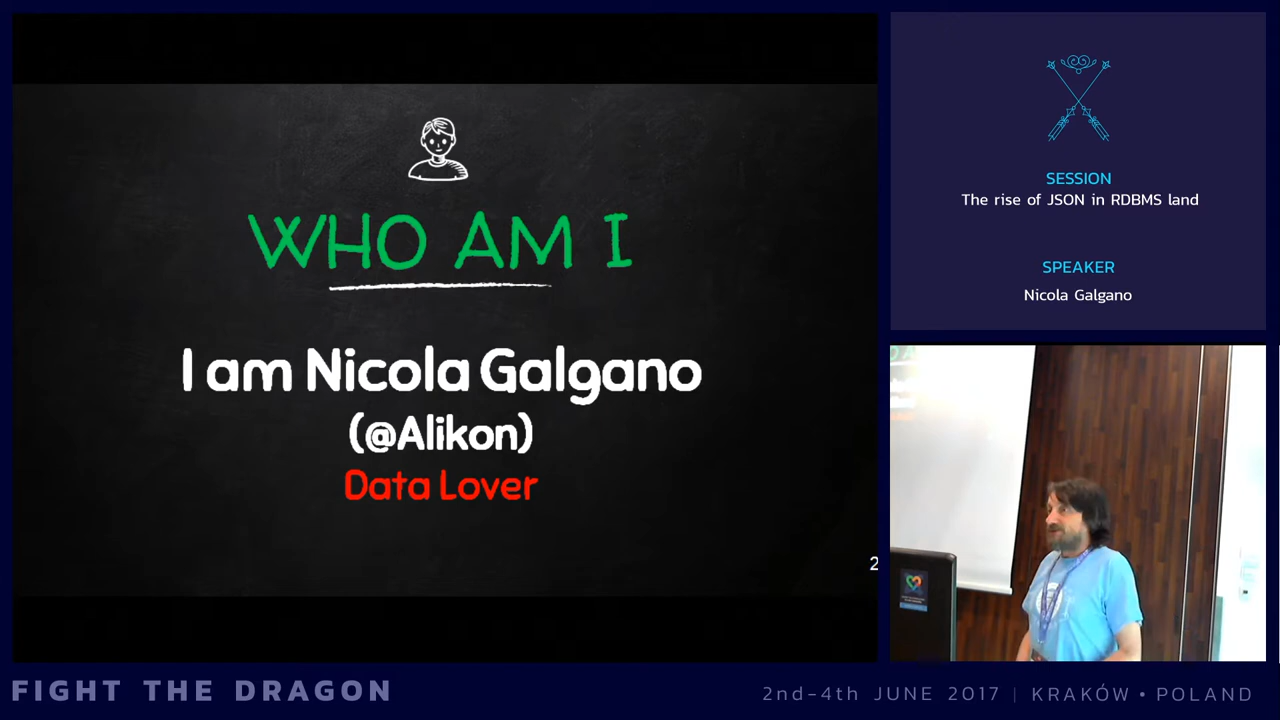 WHO AM I
I am Nicola Galgano
(@Alikon)
Data Lover
2
SESSION
The rise of JSON in RDBMS land
SPEAKER
Nicola Galgano
FIGHT THE DRAGON
2nd-4th JUNE 2017 | KRAKÓW • POLAND